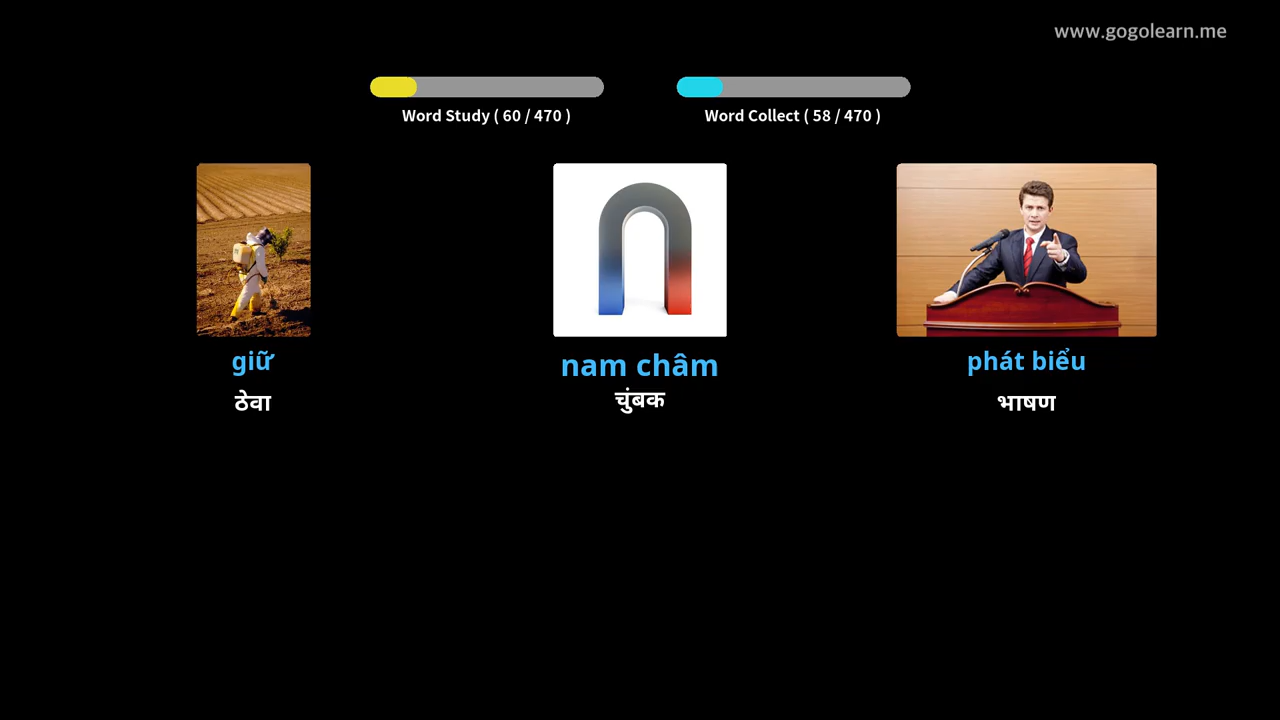 www.gogolearn.me
Word Study ( 60 / 470 )
Word Collect ( 58 / 470 )
giữ
nam châm
phát biểu
ठेवा
चुंबक
भाषण